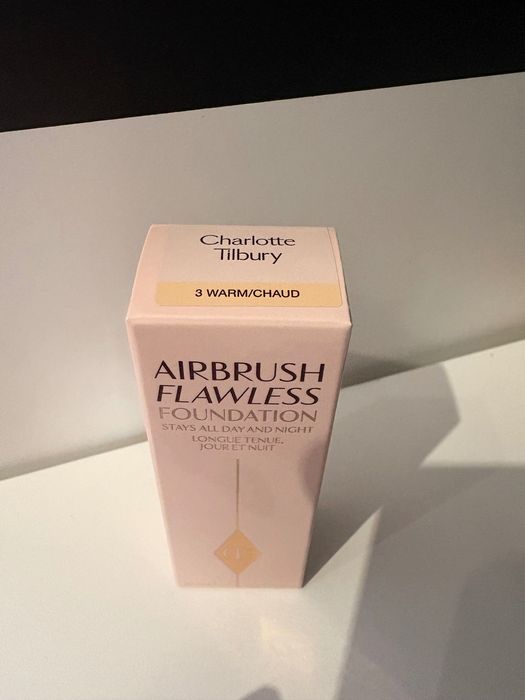 Charlotte
Tilbury
3 WARM/CHAUD
AIRBRUSH
FLAWLESS
FOUNDATION
STAYS ALL DAY AND NIGHT
LONGUE TENUE,
JOUR ET NUIT